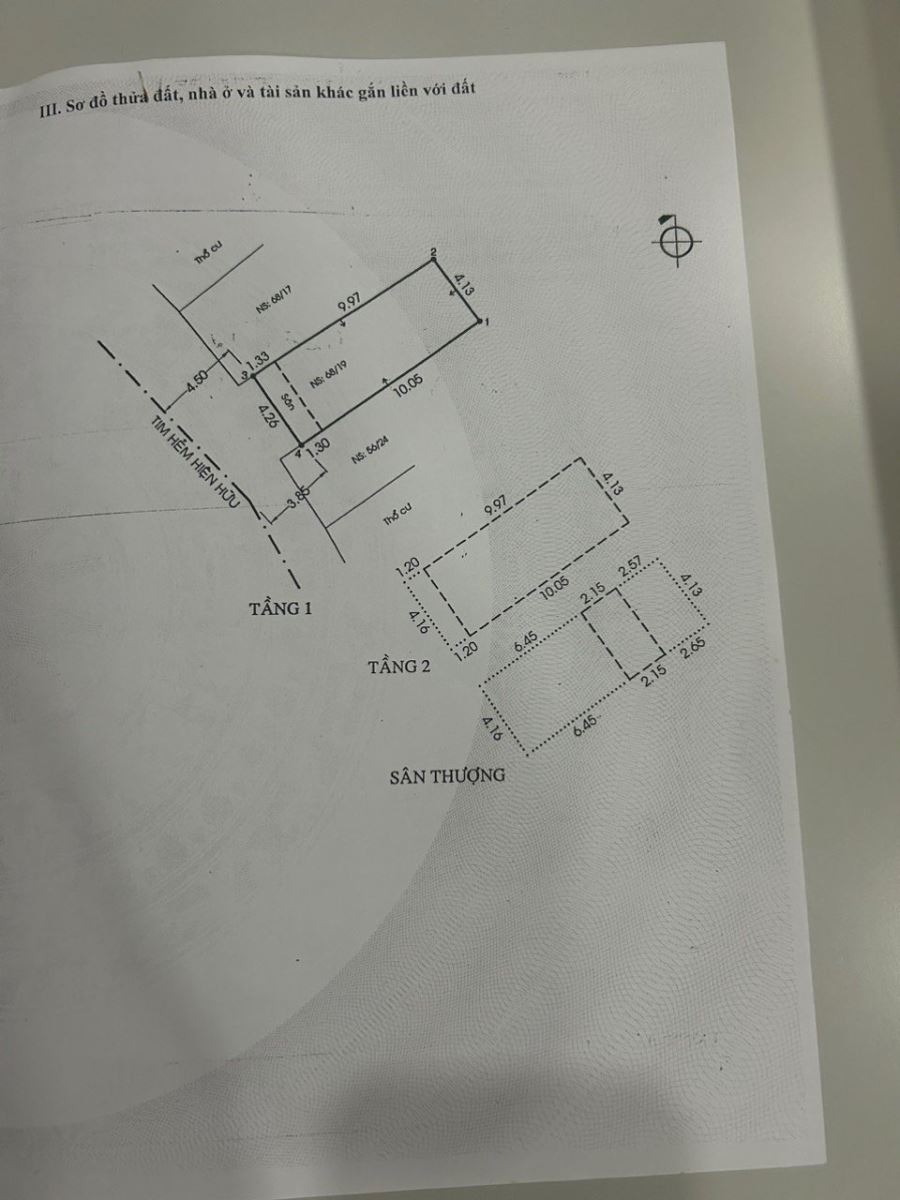 III. Sơ đồ thửa đất, nhà ở và tài sản khác gắn liền với đất
Thổ cư
NS: 68/17
2
4.13
1
9.97
1.33
3
NS: 68/19
Sân
10.05
4.50
4.26
4
1.30
NS: 56/24
TIM HẺM HIỆN HỮU
3.85
Thổ cư
TẦNG 1
9.97
4.13
1.20
10.05
4.16
1.20
TẦNG 2
2.57
4.13
2.15
6.45
2.65
2.15
4.16
6.45
SÂN THƯỢNG